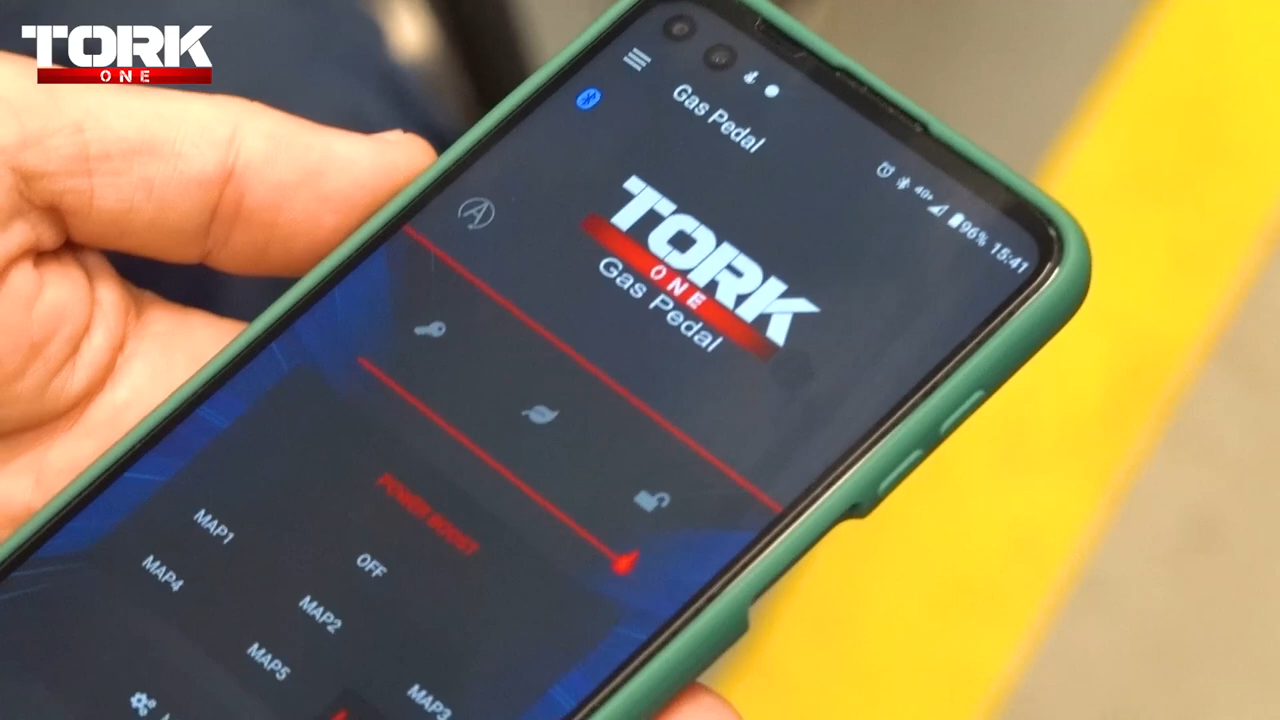 TORK
ONE
Gas Pedal
4G+
96% 15:41
TORK
ONE
Gas Pedal
POWER BOOST
OFF
MAP1
MAP2
MAP3
MAP4
MAP5